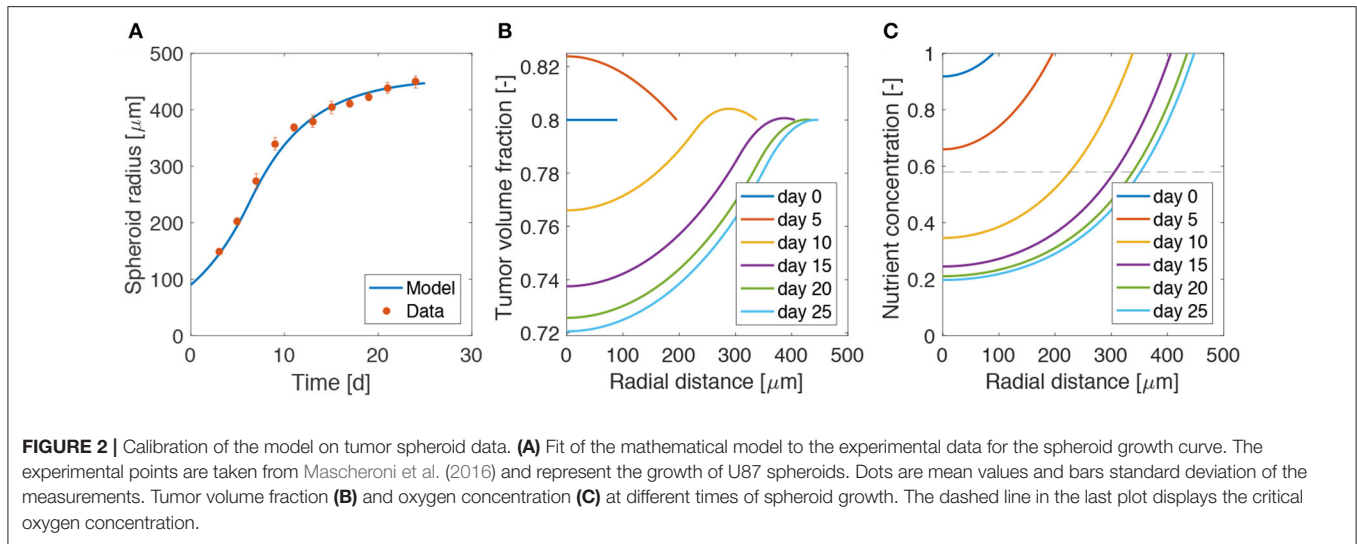 A
B
C
500
400
300
200
100
0
Spheroid radius [μm]
0 10 20 30
Time [d]
Model
Data
0.82
0.8
0.78
0.76
0.74
0.72
Tumor volume fraction [-]
0 100 200 300 400 500
Radial distance [μm]
day 0
day 5
day 10
day 15
day 20
day 25
1
0.8
0.6
0.4
0.2
0
Nutrient concentration [-]
0 100 200 300 400 500
Radial distance [μm]
day 0
day 5
day 10
day 15
day 20
day 25
FIGURE 2 | Calibration of the model on tumor spheroid data. (A) Fit of the mathematical model to the experimental data for the spheroid growth curve. The
experimental points are taken from Mascheroni et al. (2016) and represent the growth of U87 spheroids. Dots are mean values and bars standard deviation of the
measurements. Tumor volume fraction (B) and oxygen concentration (C) at different times of spheroid growth. The dashed line in the last plot displays the critical
oxygen concentration.